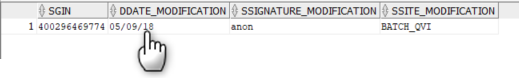 SGIN DDATE_MODIFICATION SSIGNATURE_MODIFICATION SSITE_MODIFICATION
1 400296469774 05/09/18 anon BATCH_QVI